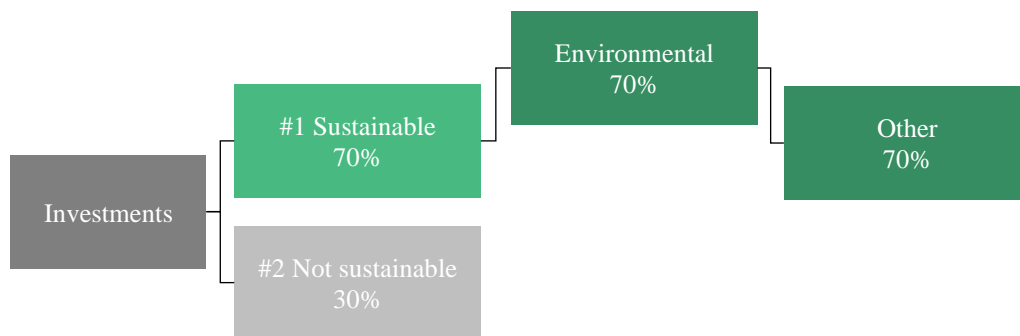 Investments
#1 Sustainable
70%
#2 Not sustainable
30%
Environmental
70%
Other
70%